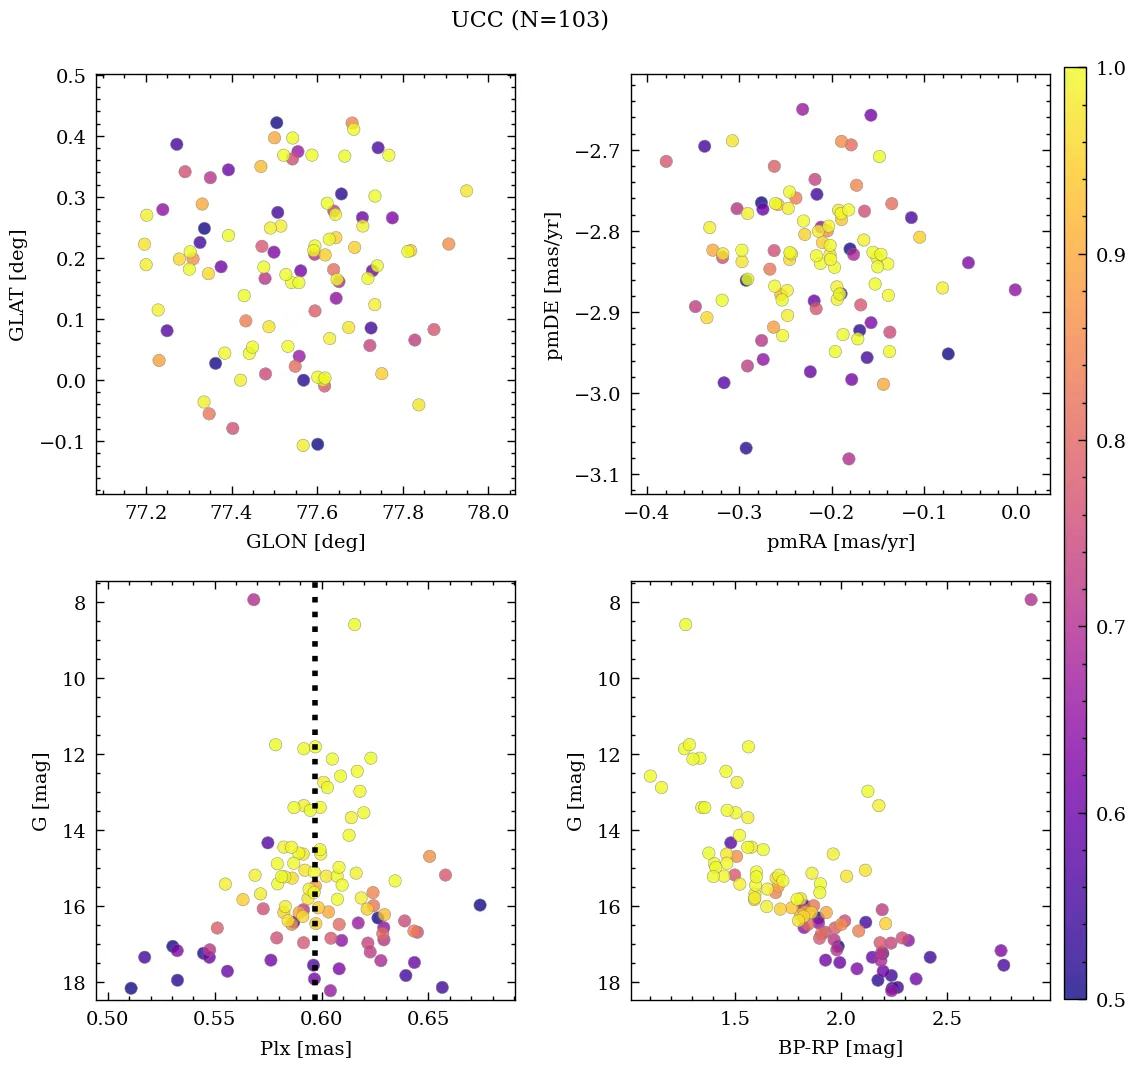 UCC (N=103)
0.5
0.4
0.3
0.2
0.1
0.0
−0.1
GLAT [deg]
77.2 77.4 77.6 77.8 78.0
GLON [deg]
−2.7
−2.8
−2.9
−3.0
−3.1
pmDE [mas/yr]
−0.4 −0.3 −0.2 −0.1 0.0
pmRA [mas/yr]
8
10
12
14
16
18
G [mag]
0.50 0.55 0.60 0.65
Plx [mas]
8
10
12
14
16
18
G [mag]
1.5 2.0 2.5
BP-RP [mag]
1.0
0.9
0.8
0.7
0.6
0.5